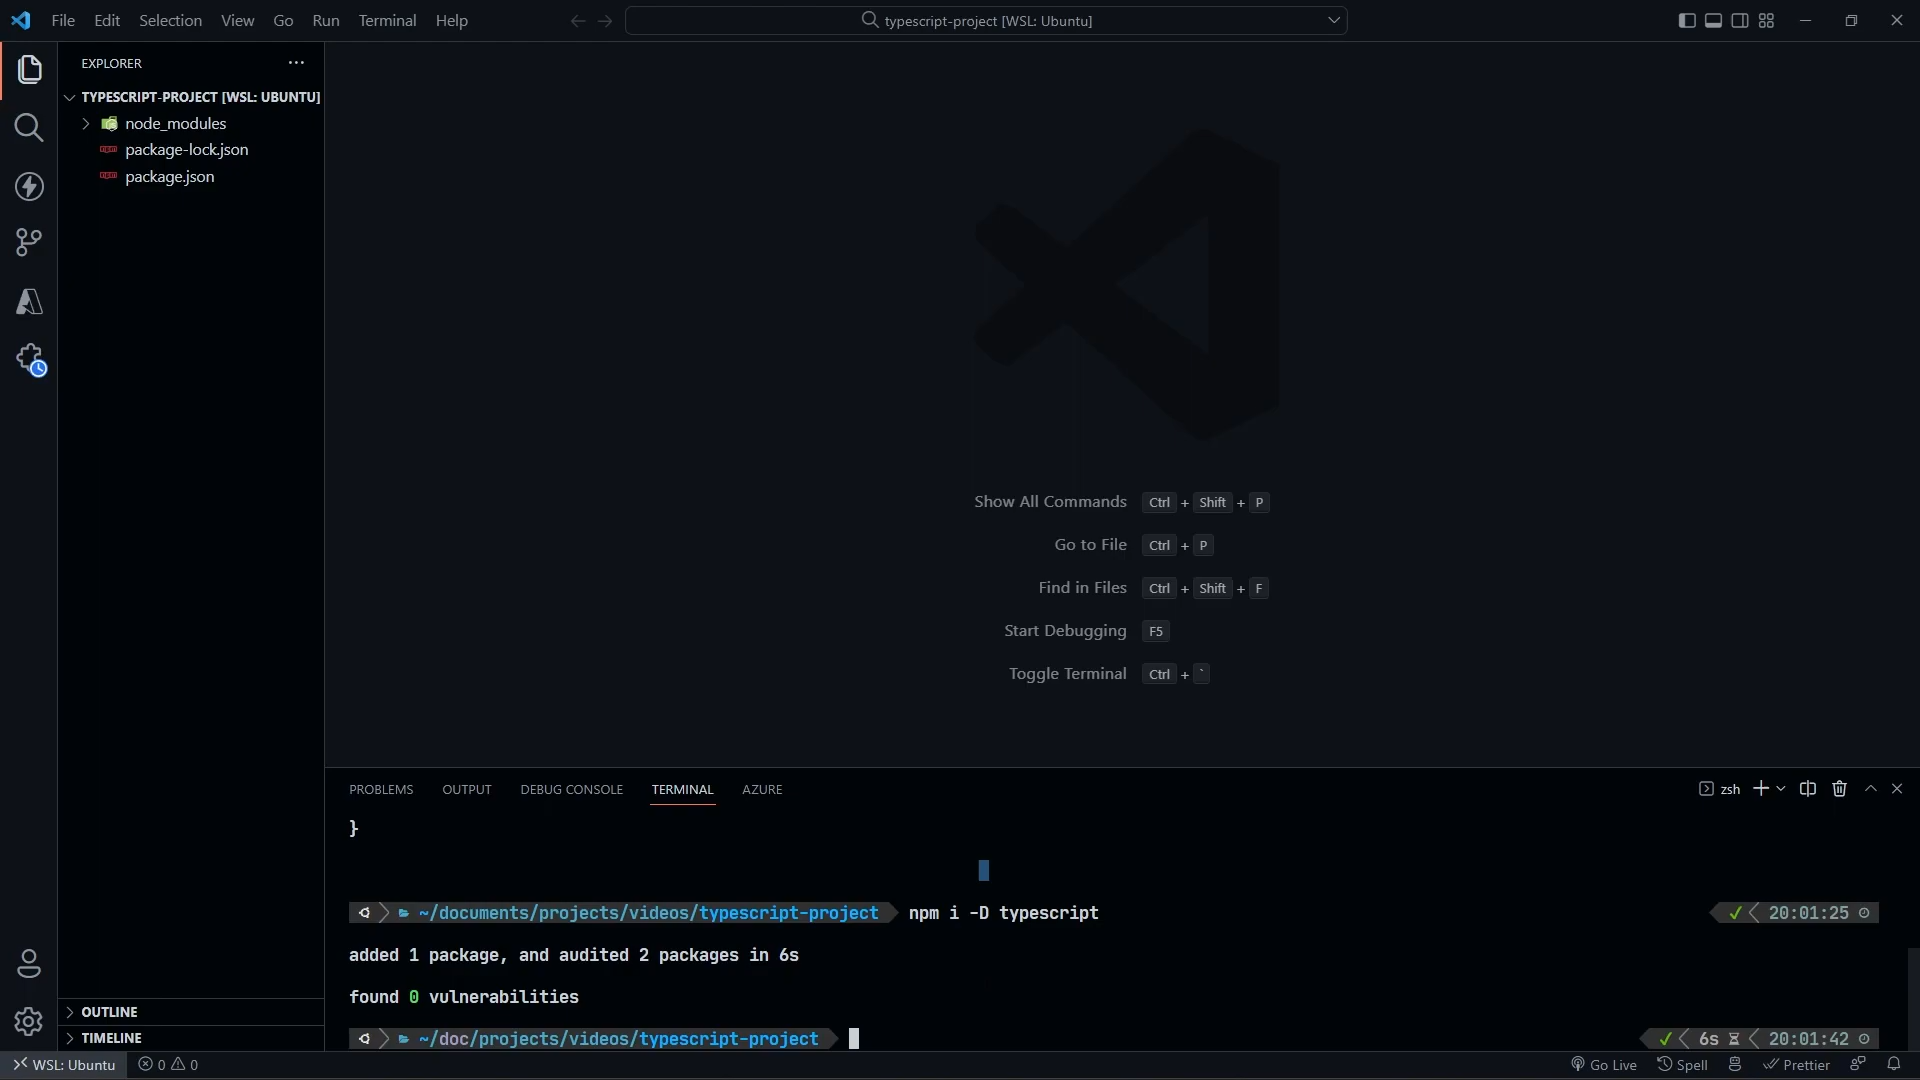 File Edit Selection View Go Run Terminal Help
typescript-project [WSL: Ubuntu]
EXPLORER
TYPESCRIPT-PROJECT [WSL: UBUNTU]
node_modules
package-lock.json
package.json
OUTLINE
TIMELINE
Show All Commands Ctrl + Shift + P
Go to File Ctrl + P
Find in Files Ctrl + Shift + F
Start Debugging F5
Toggle Terminal Ctrl + `
PROBLEMS OUTPUT DEBUG CONSOLE TERMINAL AZURE
zsh
}
~/documents/projects/videos/typescript-project npm i -D typescript 20:01:25
added 1 package, and audited 2 packages in 6s
found 0 vulnerabilities
~/doc/projects/videos/typescript-project 6s 20:01:42
WSL: Ubuntu 0 0 Go Live Spell Prettier